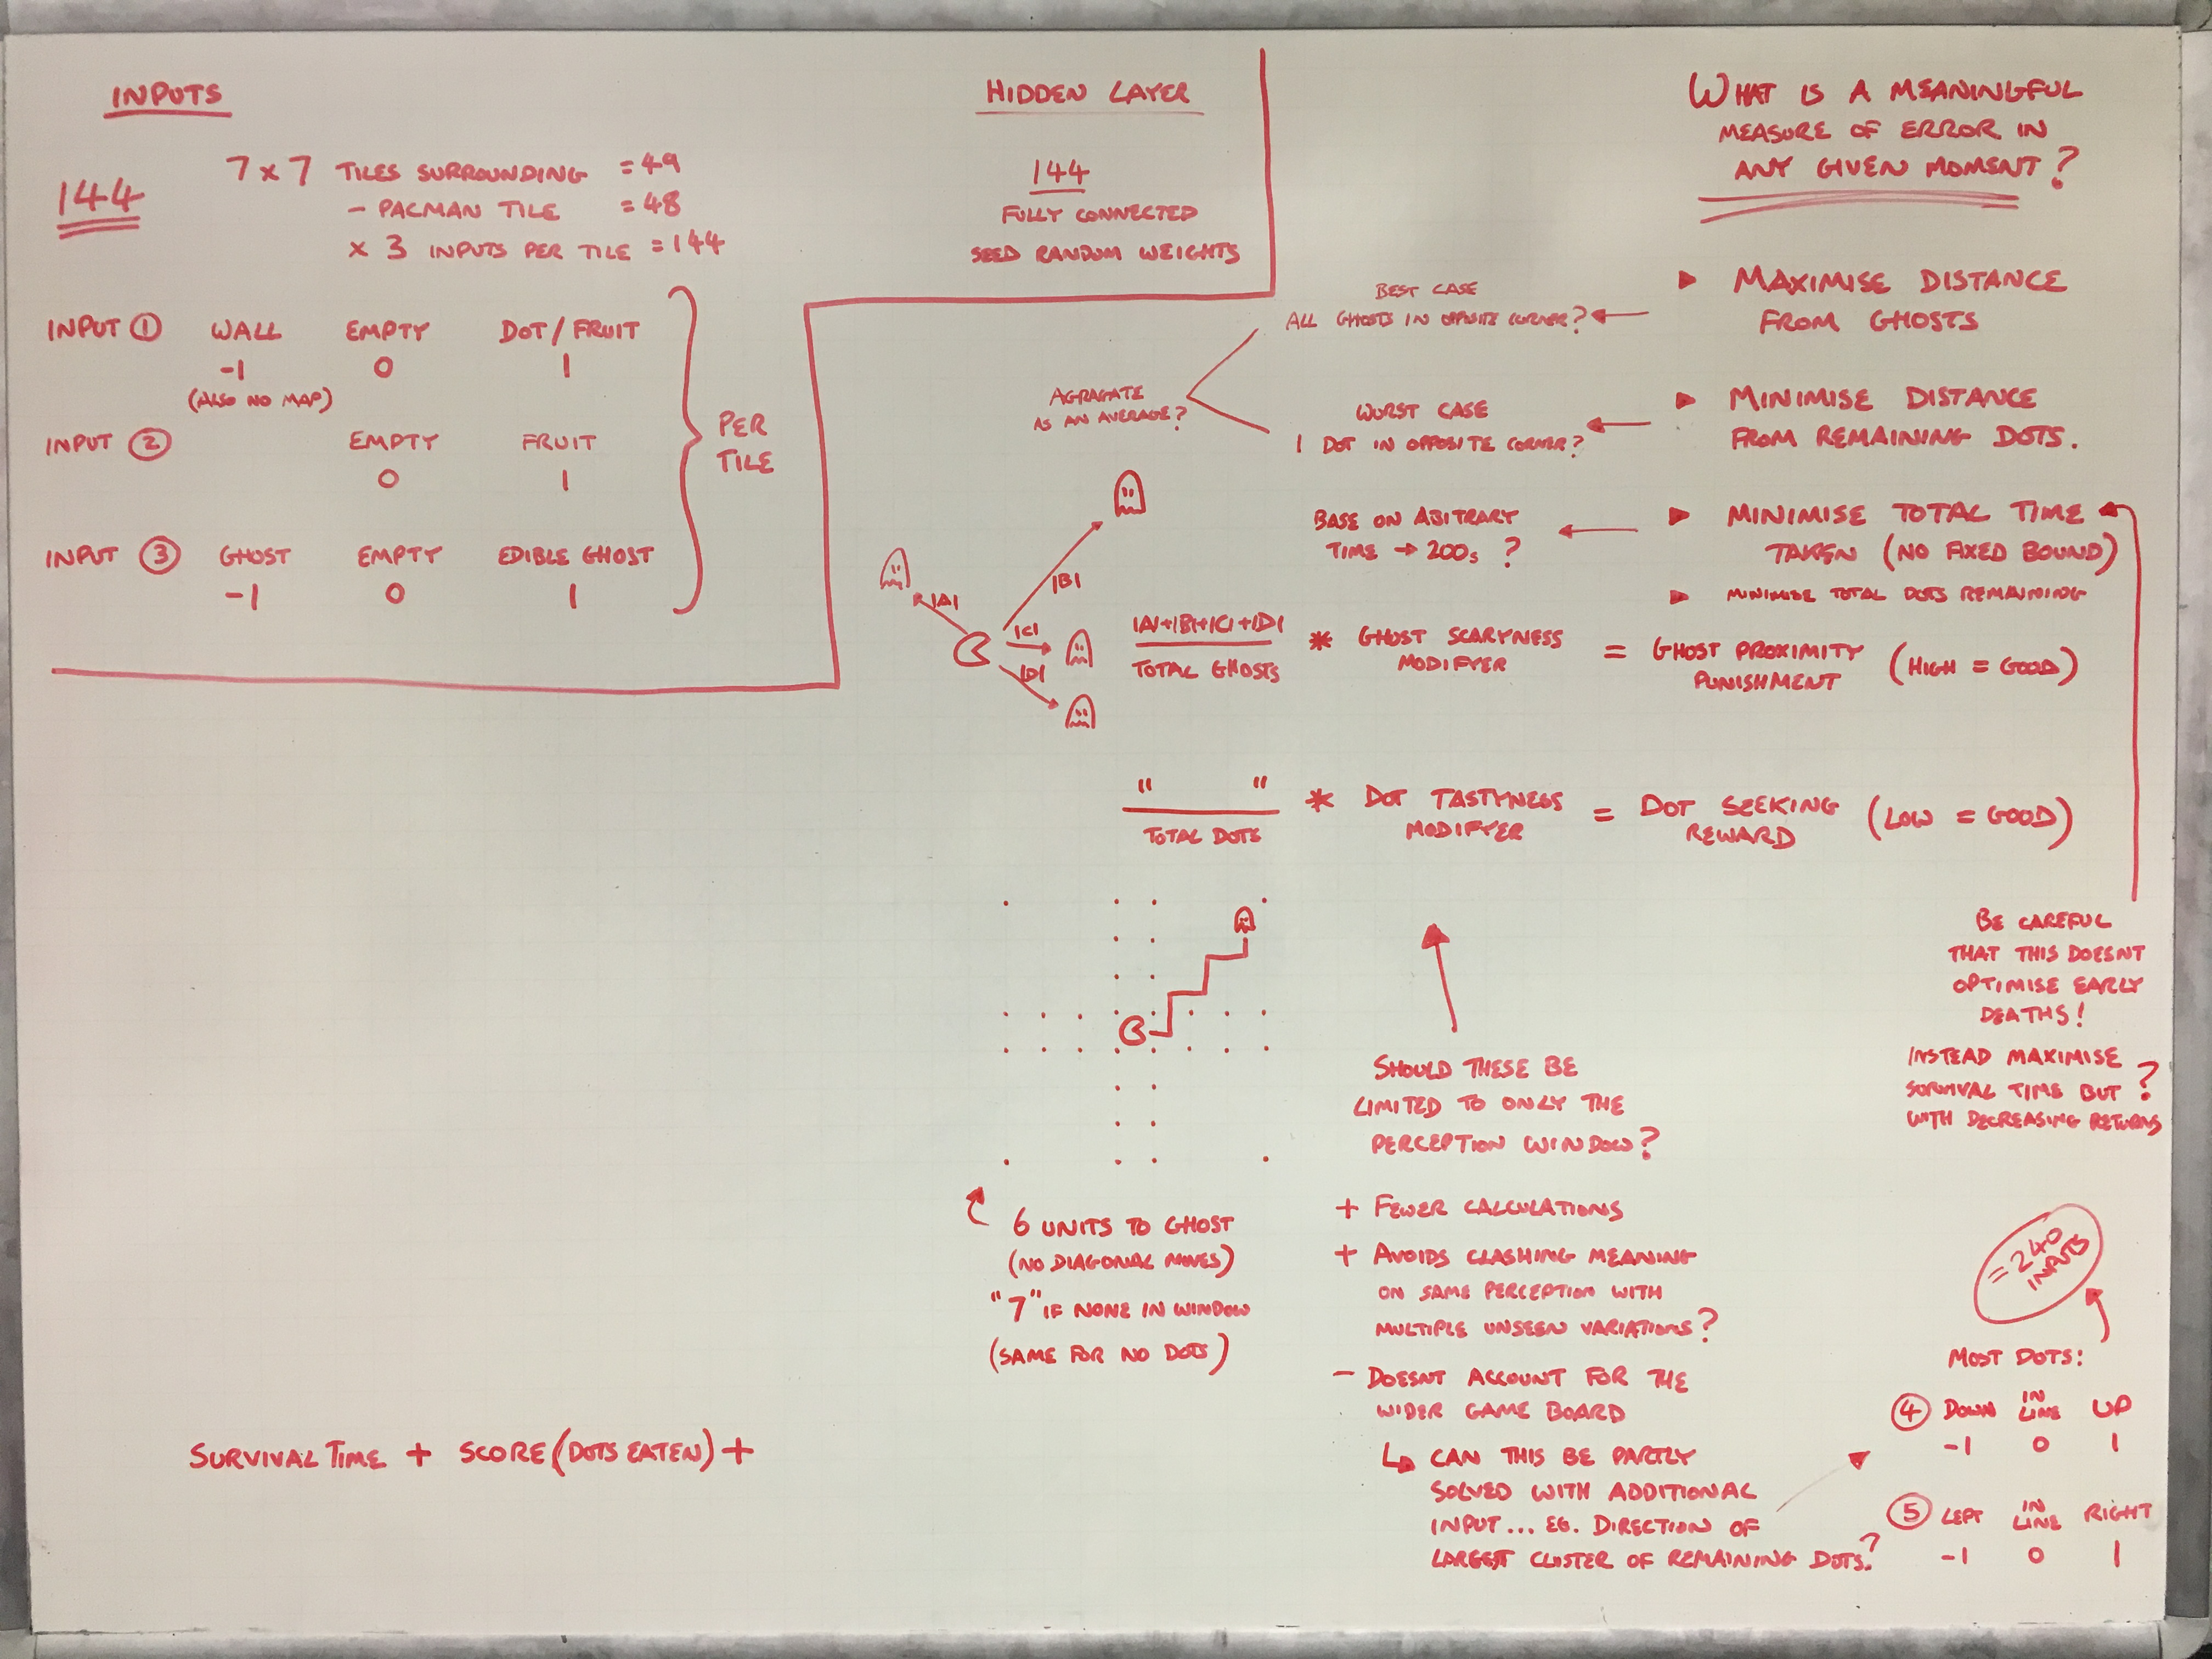 INPUTS
144
7 x 7 TILES SURROUNDING = 49
- PACMAN TILE = 48
x 3 INPUTS PER TILE = 144
INPUT ① WALL EMPTY DOT / FRUIT
-1 0 1
(ALSO NO MAP)
INPUT ② EMPTY FRUIT
0 1
INPUT ③ GHOST EMPTY EDIBLE GHOST
-1 0 1
PER
TILE
HIDDEN LAYER
144
FULLY CONNECTED
SEED RANDOM WEIGHTS
WHAT IS A MEANINGFUL
MEASURE OF ERROR IN
ANY GIVEN MOMENT?
▶ MAXIMISE DISTANCE
FROM GHOSTS
BEST CASE
ALL GHOSTS IN OPPOSITE CORNER?
▶ MINIMISE DISTANCE
FROM REMAINING DOTS.
WORST CASE
1 DOT IN OPPOSITE CORNER?
AGRAGATE
AS AN AVERAGE?
▶ MINIMISE TOTAL TIME
TAKEN (NO FIXED BOUND)
BASE ON ABITRARY
TIME → 200s ?
▶ MINIMISE TOTAL DOTS REMAINING
|A|
|B|
|C|
|D|
|A|+|B|+|C|+|D|
TOTAL GHOSTS
* GHOST SCARYNESS
MODIFYER
= GHOST PROXIMITY
PUNISHMENT
(HIGH = GOOD)
" "
TOTAL DOTS
* DOT TASTYNESS
MODIFYER
= DOT SEEKING
REWARD
(LOW = GOOD)
BE CAREFUL
THAT THIS DOESNT
OPTIMISE EARLY
DEATHS!
INSTEAD MAXIMISE
SURVIVAL TIME BUT ?
WITH DECREASING RETURNS
6 UNITS TO GHOST
(NO DIAGONAL MOVES)
"7" IF NONE IN WINDOW
(SAME FOR NO DOTS)
SHOULD THESE BE
LIMITED TO ONLY THE
PERCEPTION WINDOW?
+ FEWER CALCULATIONS
+ AVOIDS CLASHING MEANING
ON SAME PERCEPTION WITH
MULTIPLE UNSEEN VARIATIONS?
- DOESNT ACCOUNT FOR THE
WIDER GAME BOARD
↳ CAN THIS BE PARTLY
SOLVED WITH ADDITIONAL
INPUT... EG. DIRECTION OF
LARGEST CLUSTER OF REMAINING DOTS?
= 240
INPUTS
MOST DOTS:
④ DOWN IN LINE UP
-1 0 1
⑤ LEFT IN LINE RIGHT
-1 0 1
SURVIVAL TIME + SCORE (DOTS EATEN) +